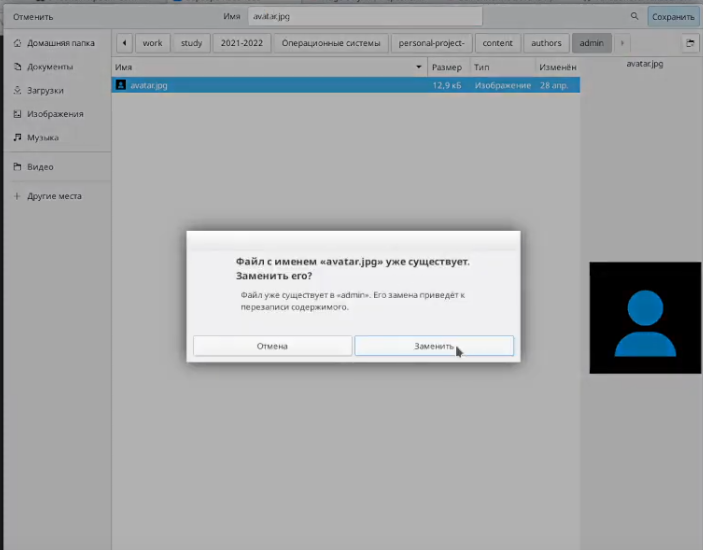 Отменить Имя avatar.jpg Сохранить
Домашняя папка work study 2021-2022 Операционные системы personal-project- content authors admin
Имя Размер Тип Изменён avatar.jpg
Документы
avatar.jpg 12,9 кБ Изображение 28 апр.
Загрузки
Изображения
Музыка
Видео
Другие места
Файл с именем «avatar.jpg» уже существует.
Заменить его?
Файл уже существует в «admin». Его замена приведёт к
перезаписи содержимого.
Отмена Заменить